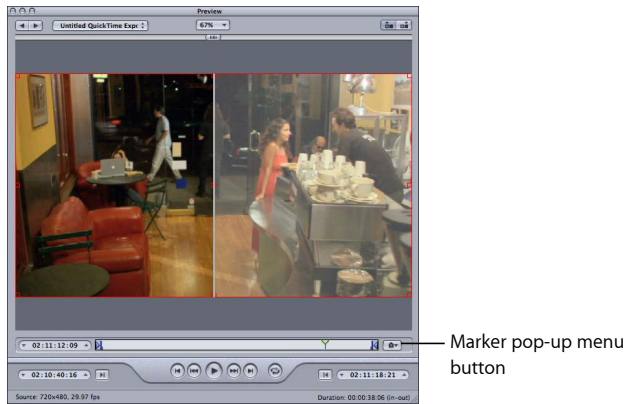 Preview
Untitled QuickTime Expo
67%
02:11:12:09
Marker pop-up menu
button
02:10:40:16
02:11:18:21
Source: 720x480, 29.97 fps
Duration: 00:00:38:06 (in-out)